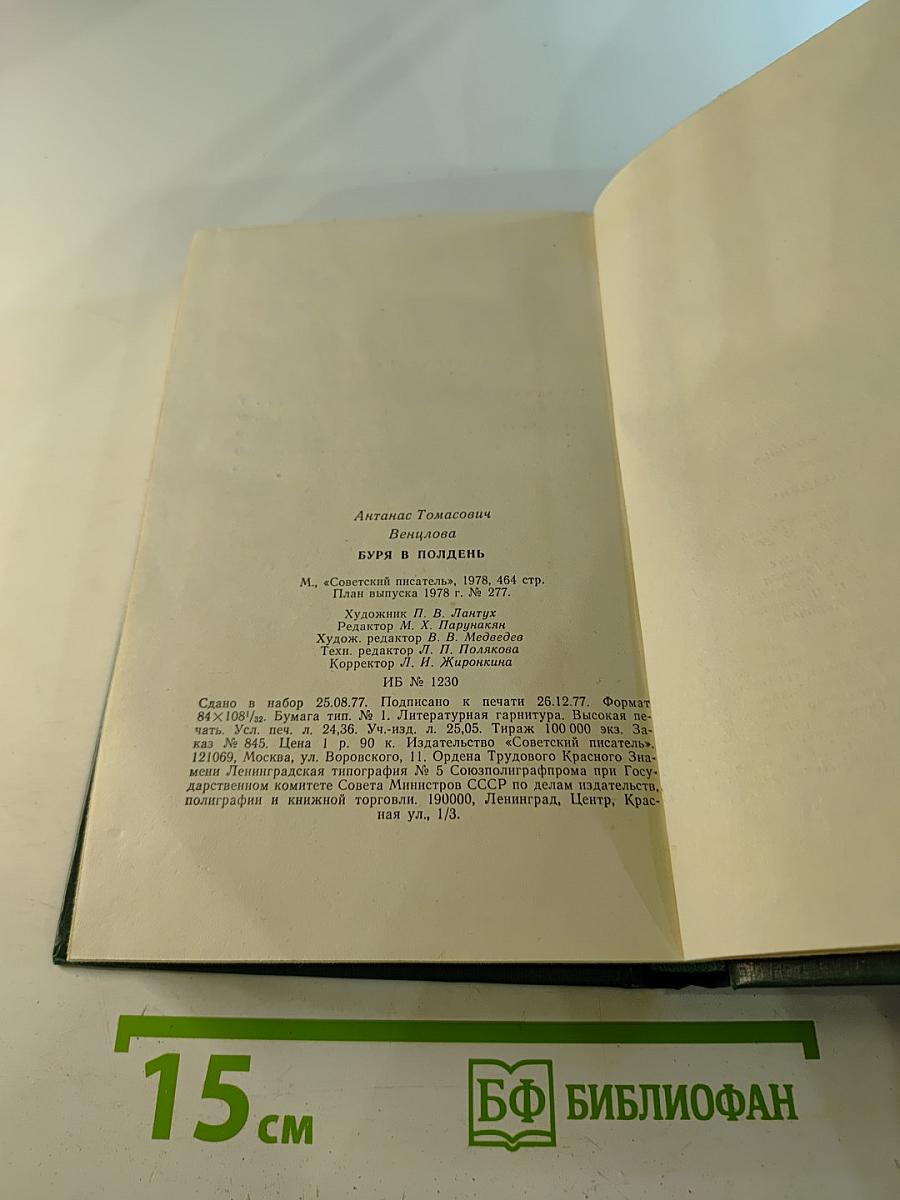 Антанас Томасович
Венцлова
БУРЯ В ПОЛДЕНЬ
М., «Советский писатель», 1978, 464 стр.
План выпуска 1978 г. № 277.
Художник П. В. Лантух
Редактор М. Х. Парунакян
Худож. редактор В. В. Медведев
Техн. редактор Л. П. Полякова
Корректор Л. И. Жиронкина
ИБ № 1230
Сдано в набор 25.08.77. Подписано к печати 26.12.77. Формат
84×108¹/₃₂. Бумага тип. № 1. Литературная гарнитура. Высокая пе-
чать. Усл. печ. л. 24,36. Уч.-изд. л. 25,05. Тираж 100 000 экз. За-
каз № 845. Цена 1 р. 90 к. Издательство «Советский писатель».
121069, Москва, ул. Воровского, 11. Ордена Трудового Красного Зна-
мени Ленинградская типография № 5 Союзполиграфпрома при Госу-
дарственном комитете Совета Министров СССР по делам издательств,
полиграфии и книжной торговли. 190000, Ленинград, Центр, Крас-
ная ул., 1/3.
15 см
БФ БИБЛИОФАН